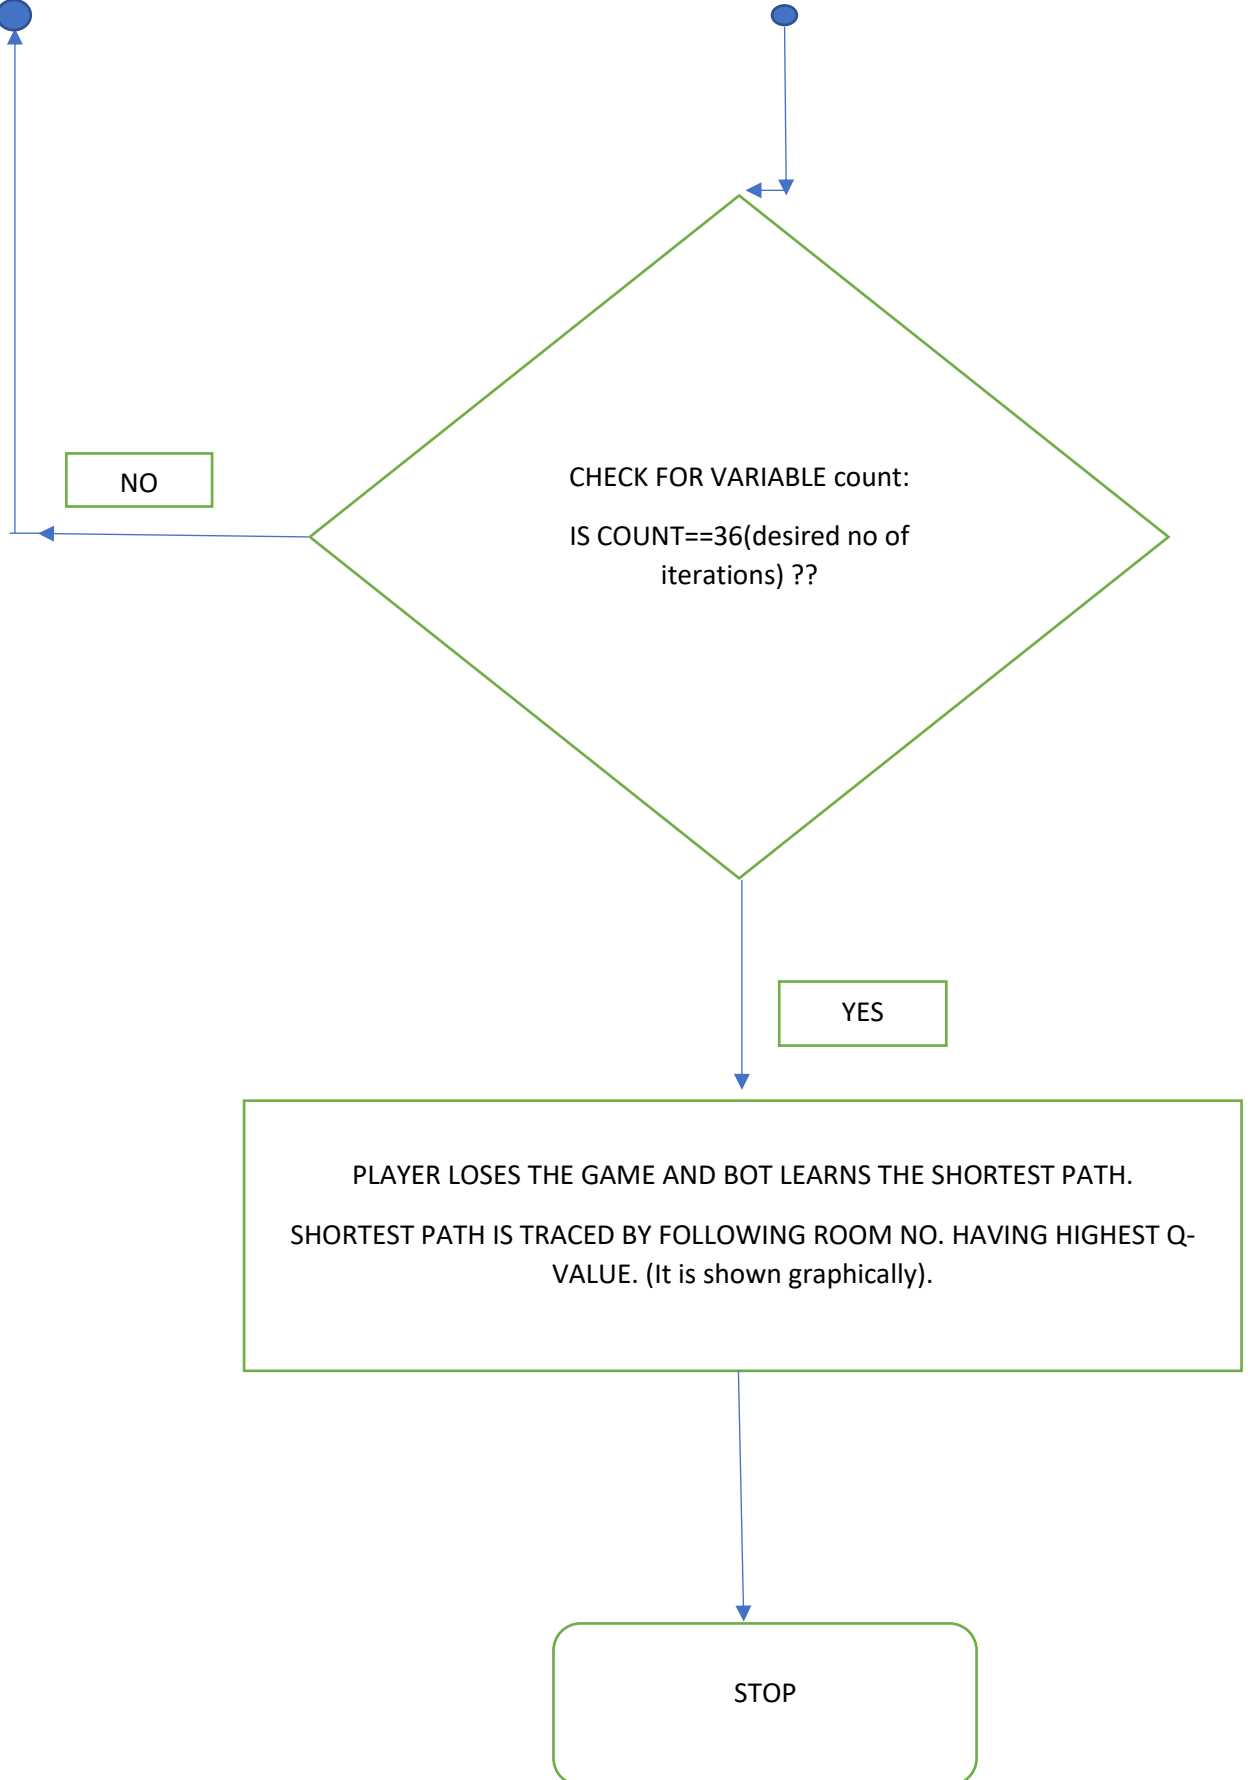 CHECK FOR VARIABLE count:
IS COUNT==36(desired no of
iterations) ??
NO
YES
PLAYER LOSES THE GAME AND BOT LEARNS THE SHORTEST PATH.
SHORTEST PATH IS TRACED BY FOLLOWING ROOM NO. HAVING HIGHEST Q-
VALUE. (It is shown graphically).
STOP